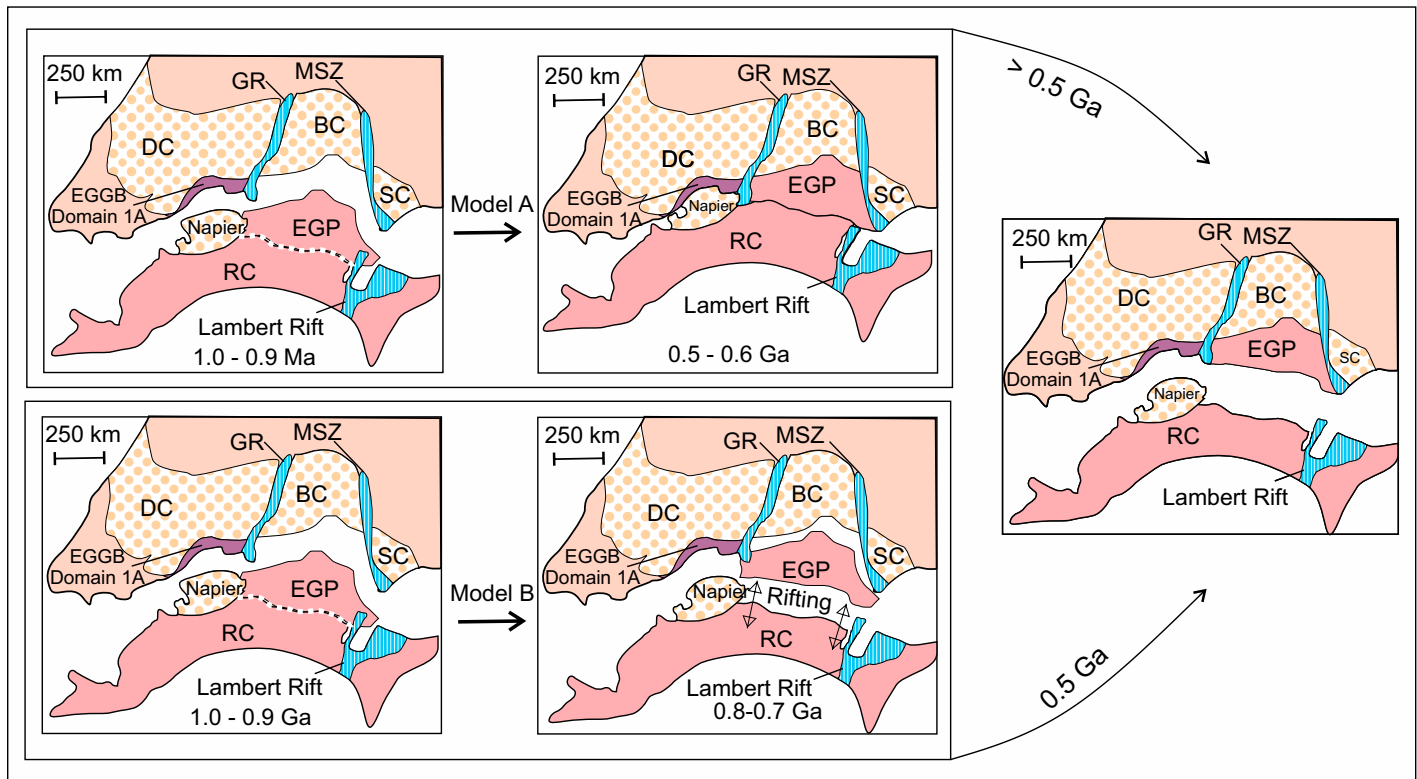 250 km
GR
MSZ
DC
BC
EGGB
Domain 1A
SC
Napier
EGP
RC
Lambert Rift
1.0 - 0.9 Ma
Model A
250 km
GR
MSZ
DC
BC
EGP
EGGB
Domain 1A
SC
Napier
RC
Lambert Rift
0.5 - 0.6 Ga
> 0.5 Ga
250 km
GR
MSZ
DC
BC
EGGB
Domain 1A
SC
Napier
EGP
RC
Lambert Rift
1.0 - 0.9 Ga
Model B
250 km
GR
MSZ
DC
BC
EGGB
Domain 1A
SC
EGP
Napier
Rifting
RC
Lambert Rift
0.8-0.7 Ga
0.5 Ga
250 km
GR
MSZ
DC
BC
EGP
SC
EGGB
Domain 1A
Napier
RC
Lambert Rift